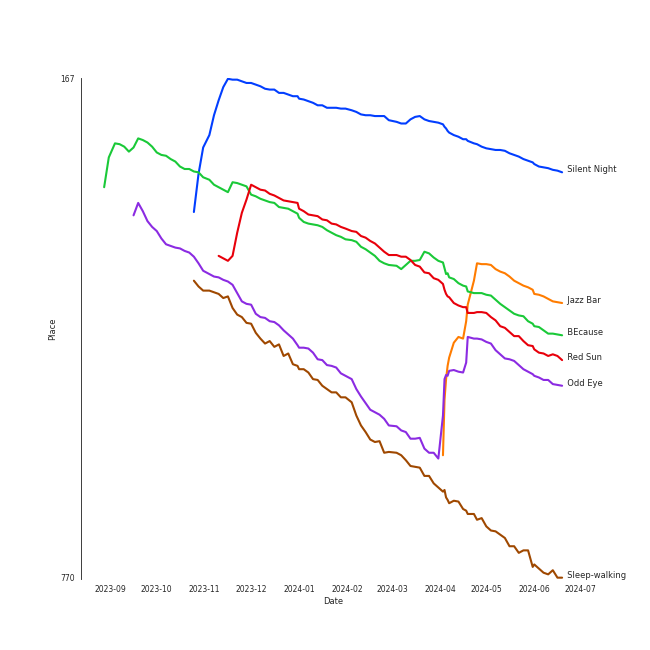 167
Silent Night
Jazz Bar
Place
BEcause
Red Sun
Odd Eye
770
Sleep-walking
2023-09 2023-10 2023-11 2023-12 2024-01 2024-02 2024-03 2024-04 2024-05 2024-06 2024-07
Date